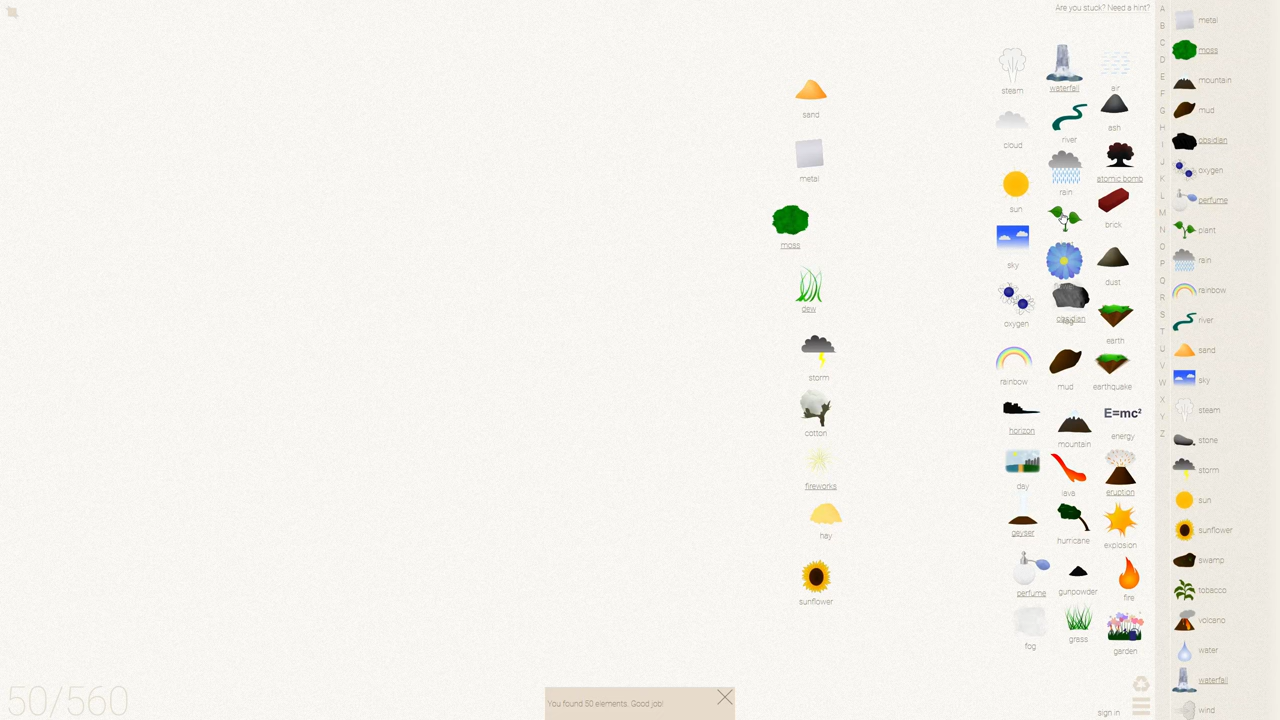 Are you stuck? Need a hint?
steam
waterfall
air
sand
cloud
river
ash
metal
sun
rain
atomic bomb
moss
sky
brick
dew
oxygen
obsidian
dust
storm
rainbow
mud
earth
earthquake
cotton
horizon
mountain
E=mc²
energy
fireworks
day
lava
eruption
hay
geyser
hurricane
explosion
sunflower
perfume
gunpowder
fire
fog
grass
garden
A
B
C
D
E
F
G
H
I
J
K
L
M
N
O
P
Q
R
S
T
U
V
W
X
Y
Z
metal
moss
mountain
mud
obsidian
oxygen
perfume
plant
rain
rainbow
river
sand
sky
steam
stone
storm
sun
sunflower
swamp
tobacco
volcano
water
waterfall
wind
50/560
You found 50 elements. Good job!
sign in